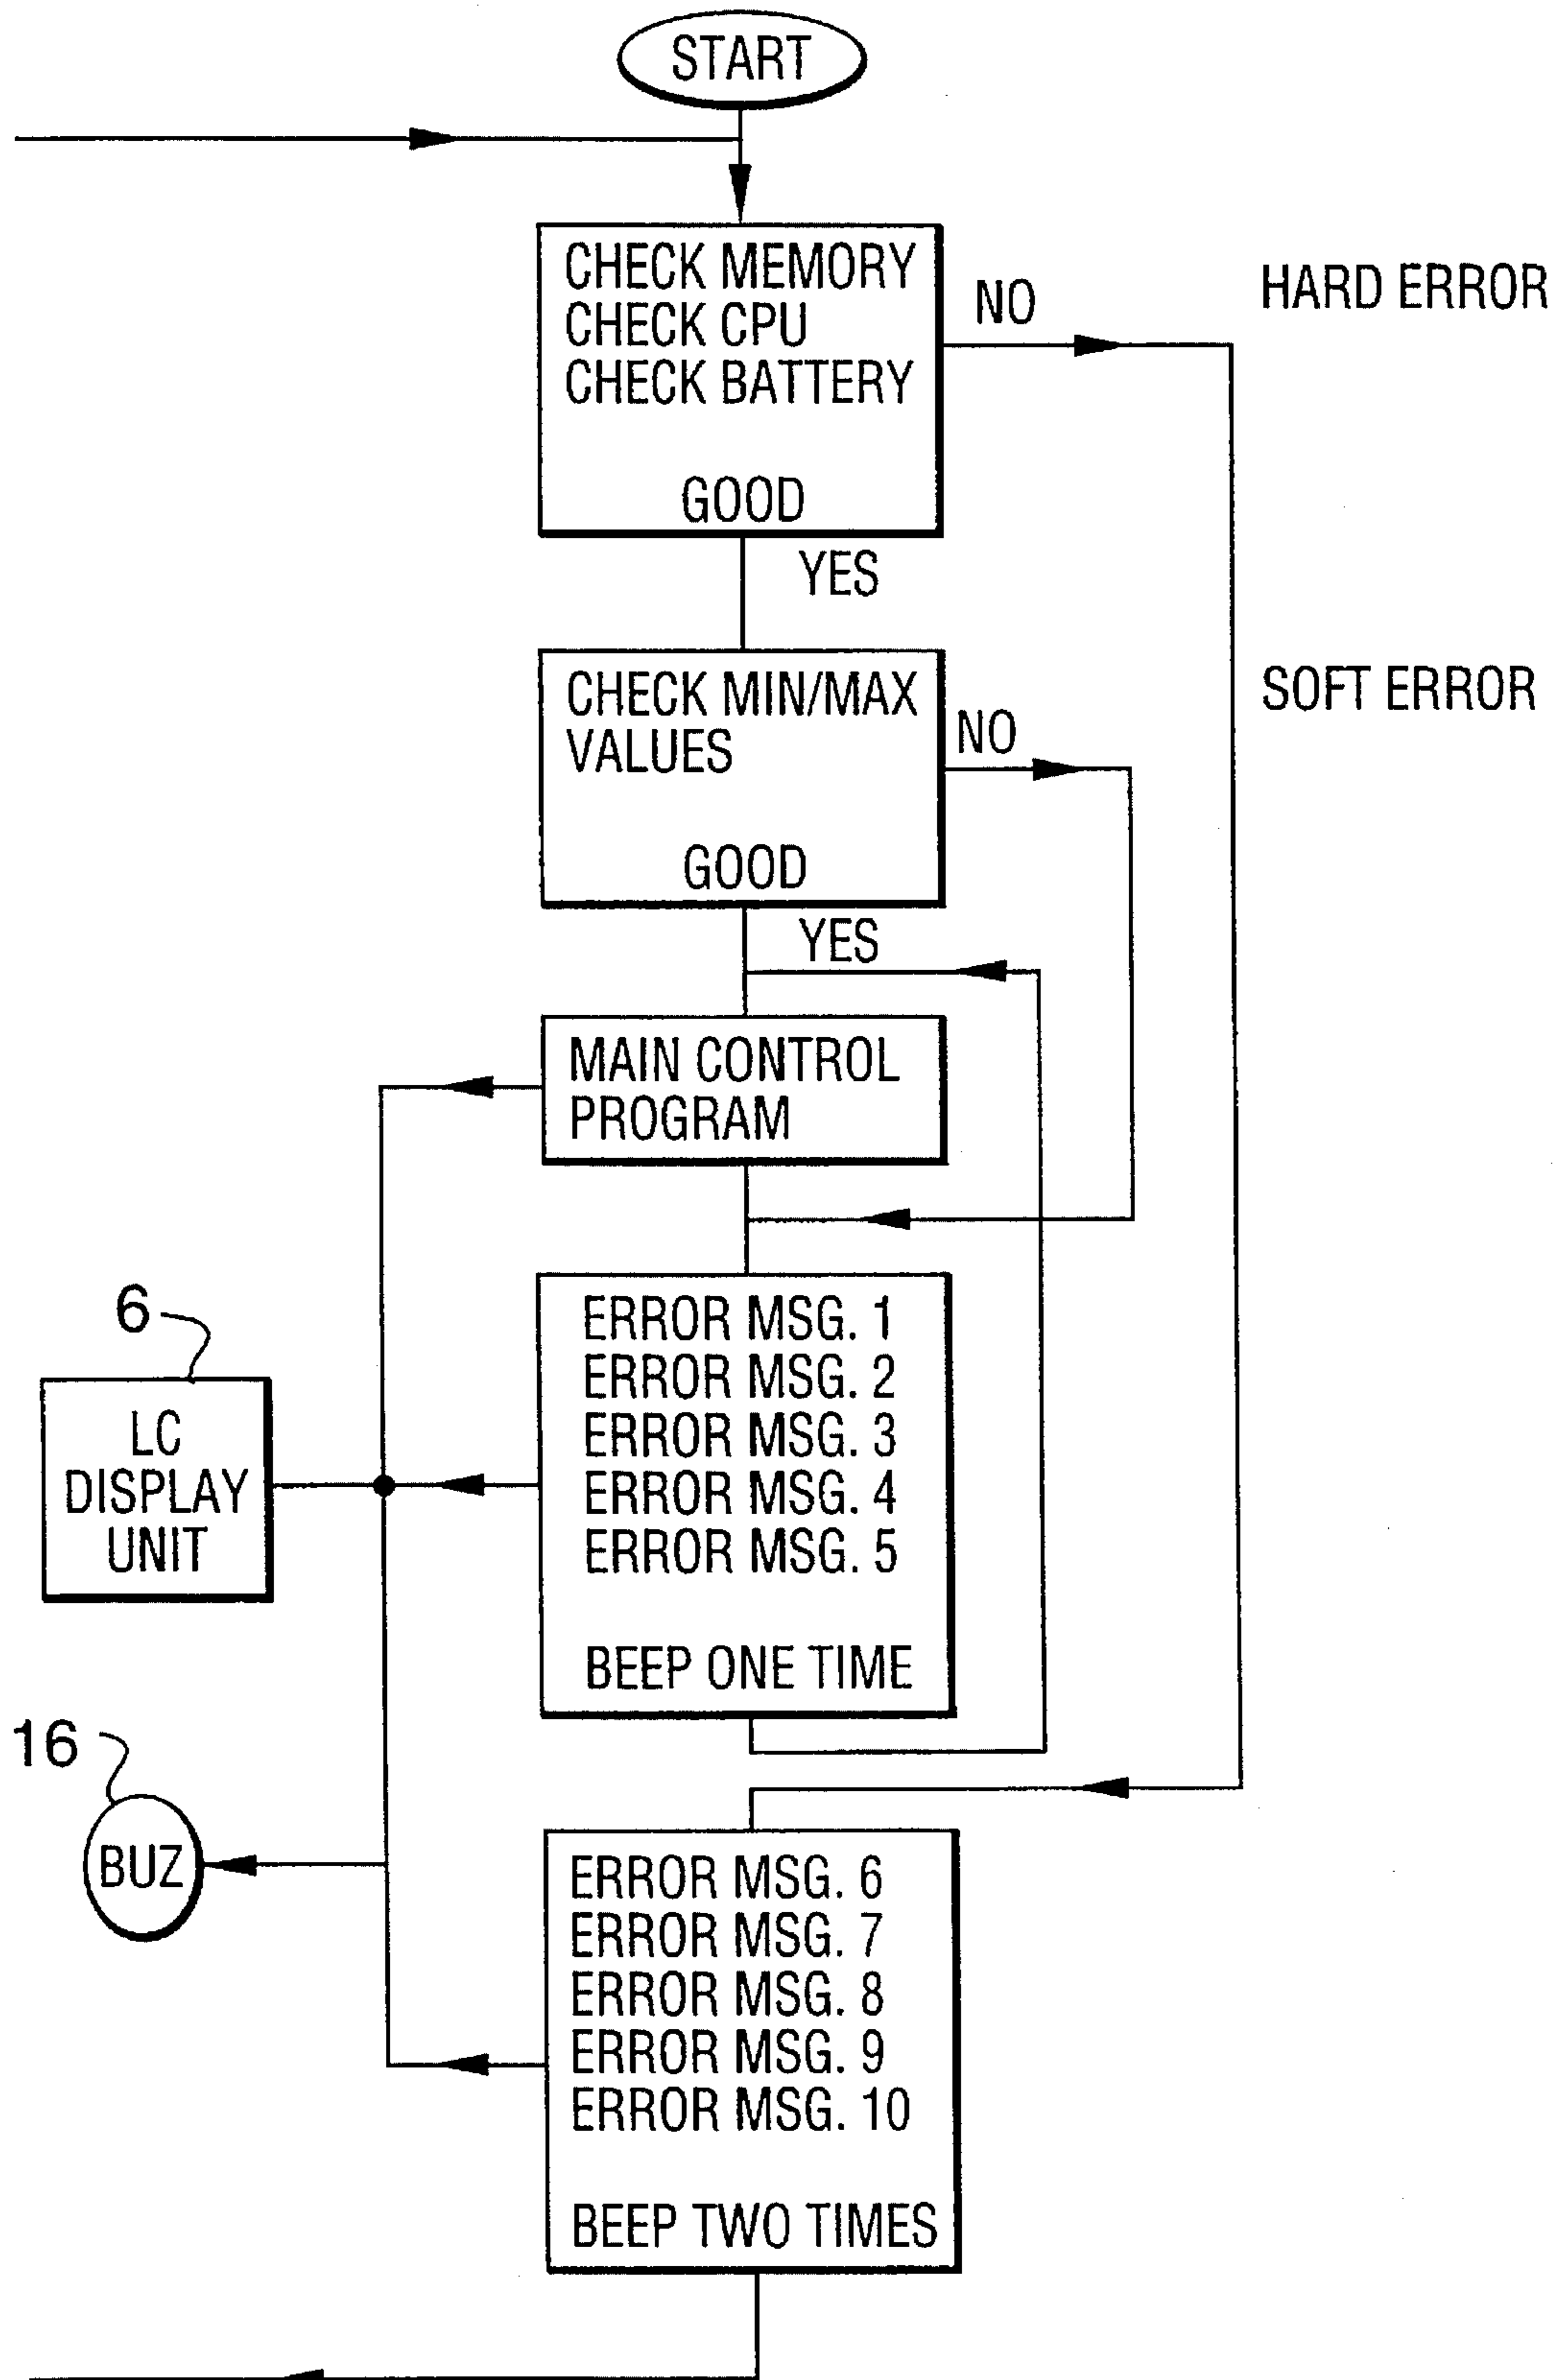 START
CHECK MEMORY
CHECK CPU
CHECK BATTERY
GOOD
NO
HARD ERROR
YES
CHECK MIN/MAX
VALUES
GOOD
NO
SOFT ERROR
YES
MAIN CONTROL
PROGRAM
ERROR MSG. 1
ERROR MSG. 2
ERROR MSG. 3
ERROR MSG. 4
ERROR MSG. 5
BEEP ONE TIME
6
LC
DISPLAY
UNIT
16
BUZ
ERROR MSG. 6
ERROR MSG. 7
ERROR MSG. 8
ERROR MSG. 9
ERROR MSG. 10
BEEP TWO TIMES